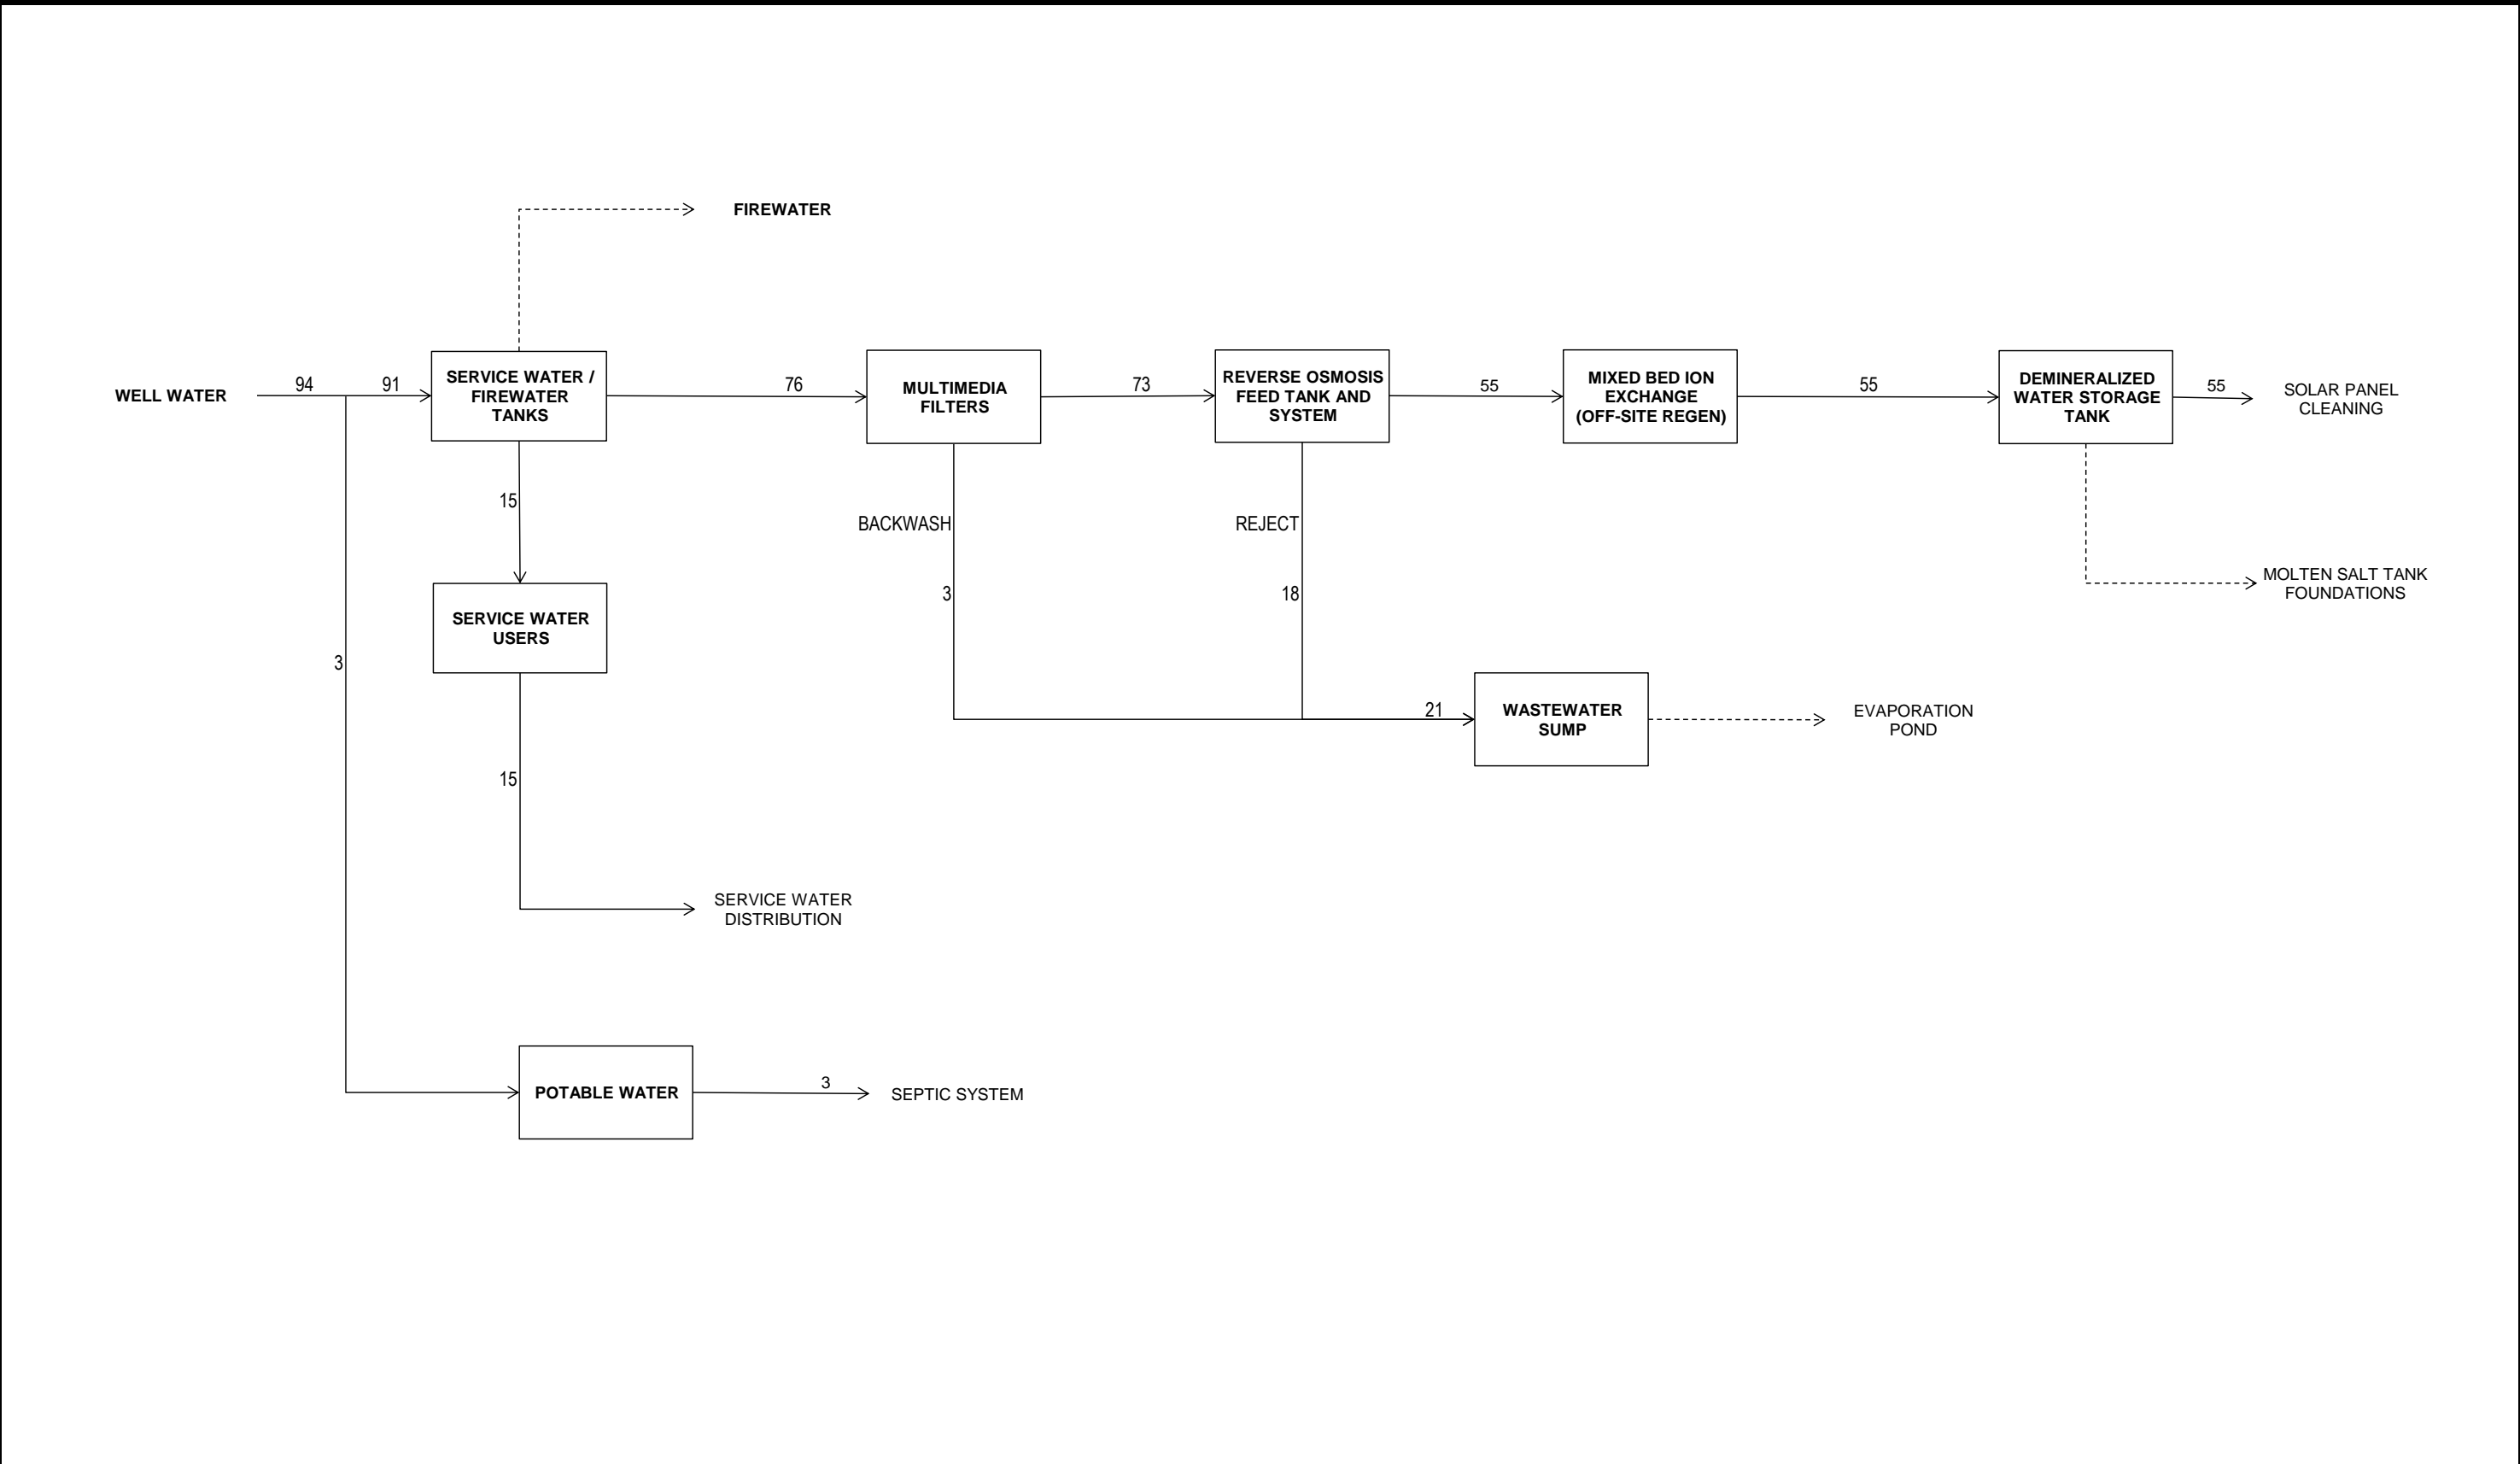 FIREWATER
WELL WATER
94
91
SERVICE WATER /
FIREWATER
TANKS
76
MULTIMEDIA
FILTERS
73
REVERSE OSMOSIS
FEED TANK AND
SYSTEM
55
MIXED BED ION
EXCHANGE
(OFF-SITE REGEN)
55
DEMINERALIZED
WATER STORAGE
TANK
55
SOLAR PANEL
CLEANING
15
BACKWASH
REJECT
3
18
MOLTEN SALT TANK
FOUNDATIONS
SERVICE WATER
USERS
3
21
WASTEWATER
SUMP
EVAPORATION
POND
15
SERVICE WATER
DISTRIBUTION
POTABLE WATER
3
SEPTIC SYSTEM